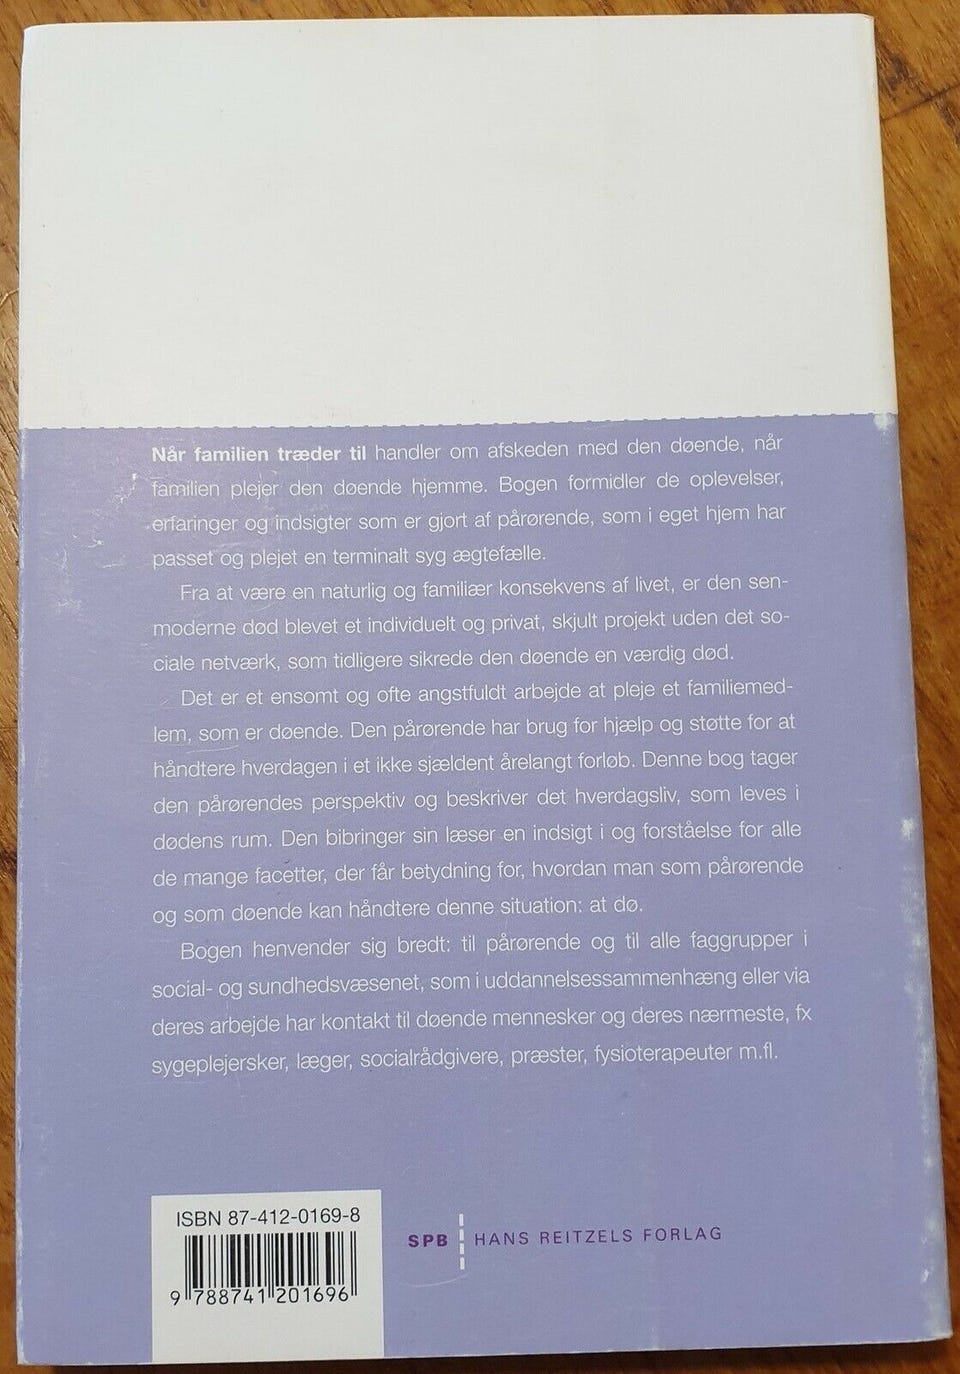 Når familien træder til handler om afskeden med den døende, når
familien plejer den døende hjemme. Bogen formidler de oplevelser,
erfaringer og indsigter som er gjort af pårørende, som i eget hjem har
passet og plejet en terminalt syg ægtefælle.
Fra at være en naturlig og familiær konsekvens af livet, er den sen-
moderne død blevet et individuelt og privat, skjult projekt uden det so-
ciale netværk, som tidligere sikrede den døende en værdig død.
Det er et ensomt og ofte angstfuldt arbejde at pleje et familiemed-
lem, som er døende. Den pårørende har brug for hjælp og støtte for at
håndtere hverdagen i et ikke sjældent årelangt forløb. Denne bog tager
den pårørendes perspektiv og beskriver det hverdagsliv, som leves i
dødens rum. Den bibringer sin læser en indsigt i og forståelse for alle
de mange facetter, der får betydning for, hvordan man som pårørende
og som døende kan håndtere denne situation: at dø.
Bogen henvender sig bredt: til pårørende og til alle faggrupper i
social- og sundhedsvæsenet, som i uddannelsessammenhæng eller via
deres arbejde har kontakt til døende mennesker og deres nærmeste, fx
sygeplejersker, læger, socialrådgivere, præster, fysioterapeuter m.fl.
ISBN 87-412-0169-8
9 788741 201696
SPB HANS REITZELS FORLAG